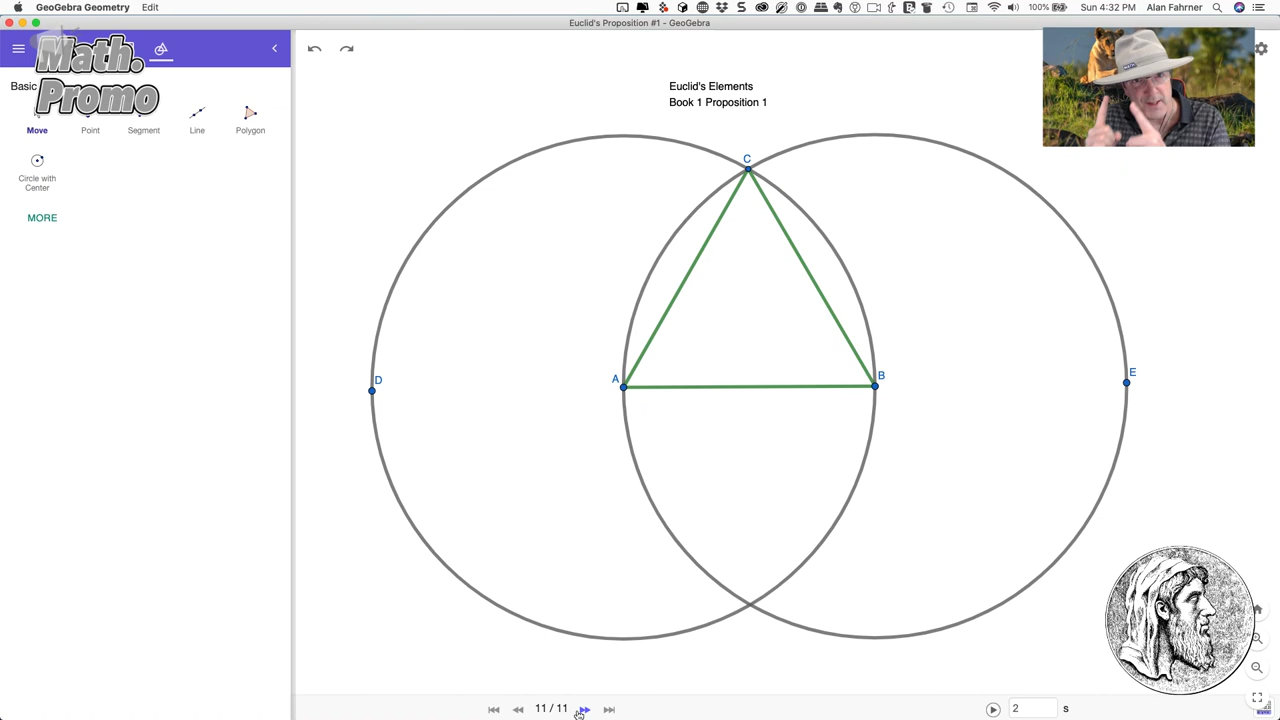 GeoGebra Geometry Edit
100% Sun 4:32 PM Alan Fahrner
Euclid's Proposition #1 - GeoGebra
Math.
Promo
Basic
Move Point Segment Line Polygon
Circle with
Center
MORE
Euclid's Elements
Book 1 Proposition 1
MATH
C
D
A
B
E
11 / 11
2 s